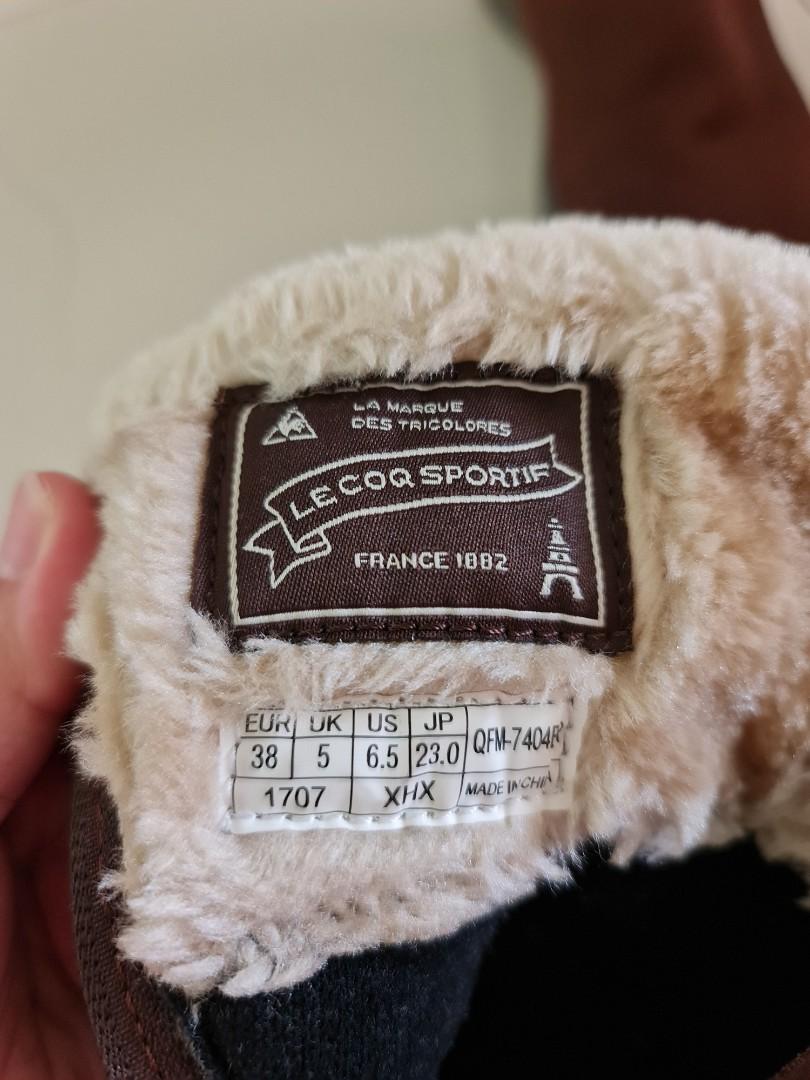 LA MARQUE
DES TRICOLORES
LE COQ SPORTIF
FRANCE 1882
EUR UK US JP
38 5 6.5 23.0
1707 XHX MADE IN CHINA